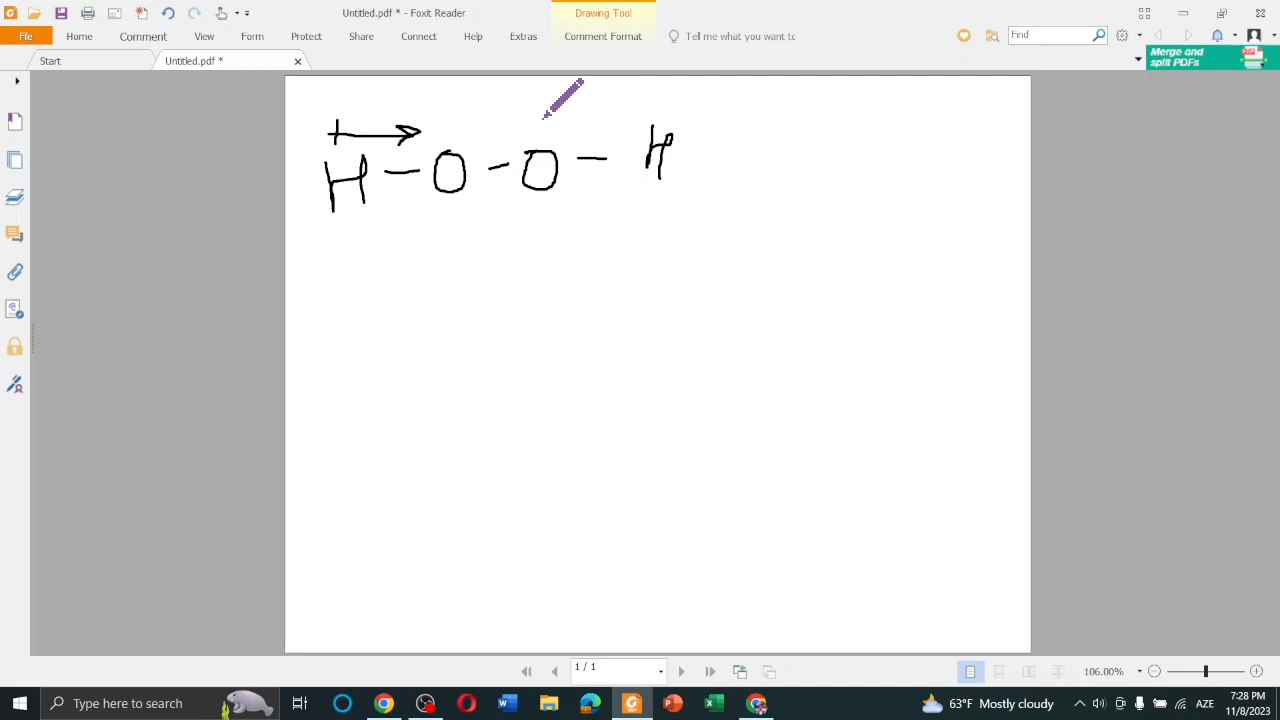 Untitled.pdf * - Foxit Reader
Drawing Tool
File Home Comment View Form Protect Share Connect Help Extras Comment Format Tell me what you want to Find
Start Untitled.pdf *
Merge and
split PDFs
H - O - O - H
1 / 1
106.00%
Type here to search
63°F Mostly cloudy
AZE
7:28 PM
11/8/2023